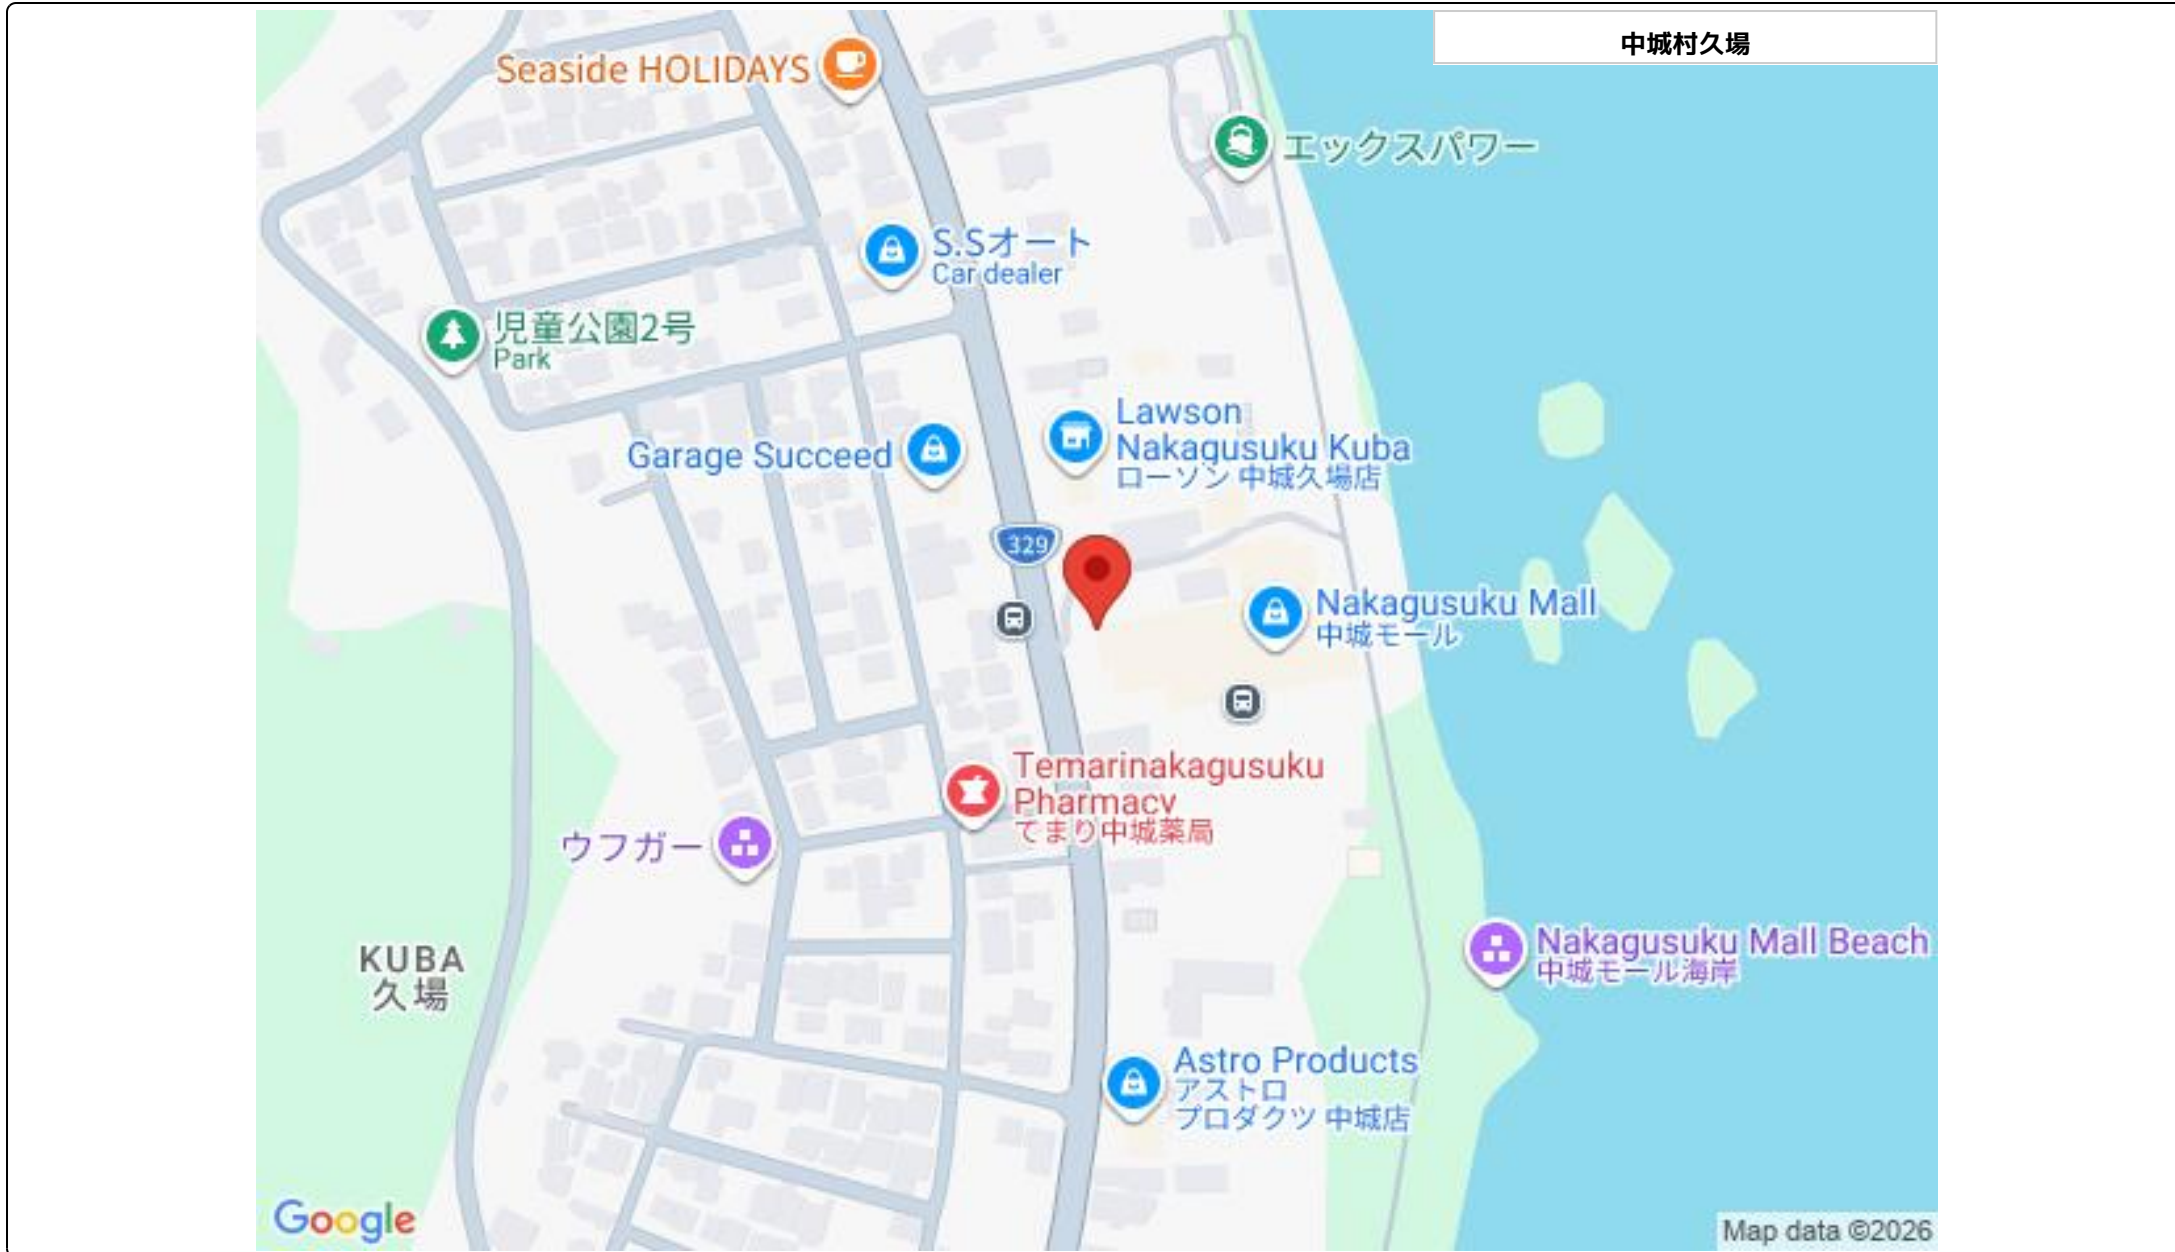 中城村久場
Seaside HOLIDAYS
エックスパワー
S.Sオート
Car dealer
児童公園2号
Park
Lawson
Nakagusuku Kuba
ローソン 中城久場店
Garage Succeed
329
Nakagusuku Mall
中城モール
Temarinakagusuku
Pharmacy
てまり中城薬局
ウフガー
KUBA
久場
Nakagusuku Mall Beach
中城モール海岸
Astro Products
アストロ
プロダクツ 中城店
Google
Map data ©2026